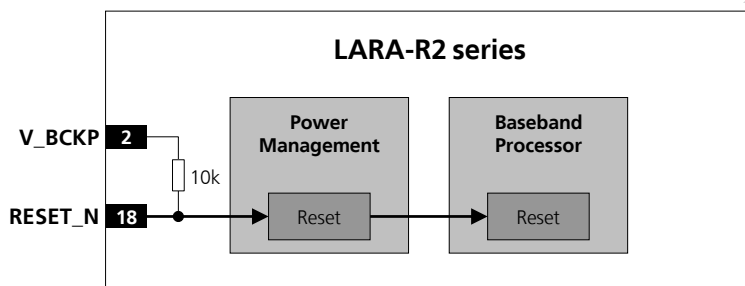 LARA-R2 series
V_BCKP 2
Power Management
Baseband Processor
10k
RESET_N 18
Reset
Reset